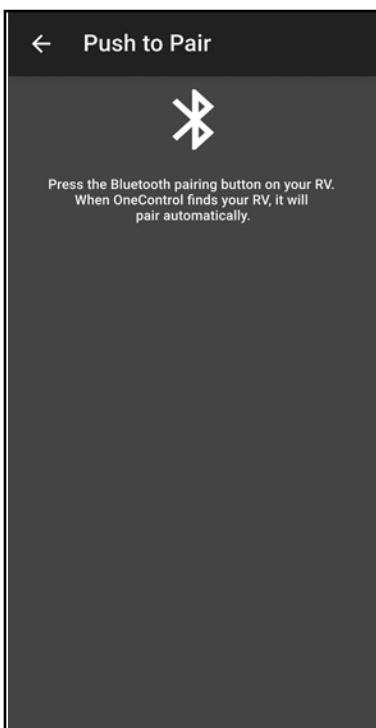 Push to Pair
Press the Bluetooth pairing button on your RV.
When OneControl finds your RV, it will
pair automatically.